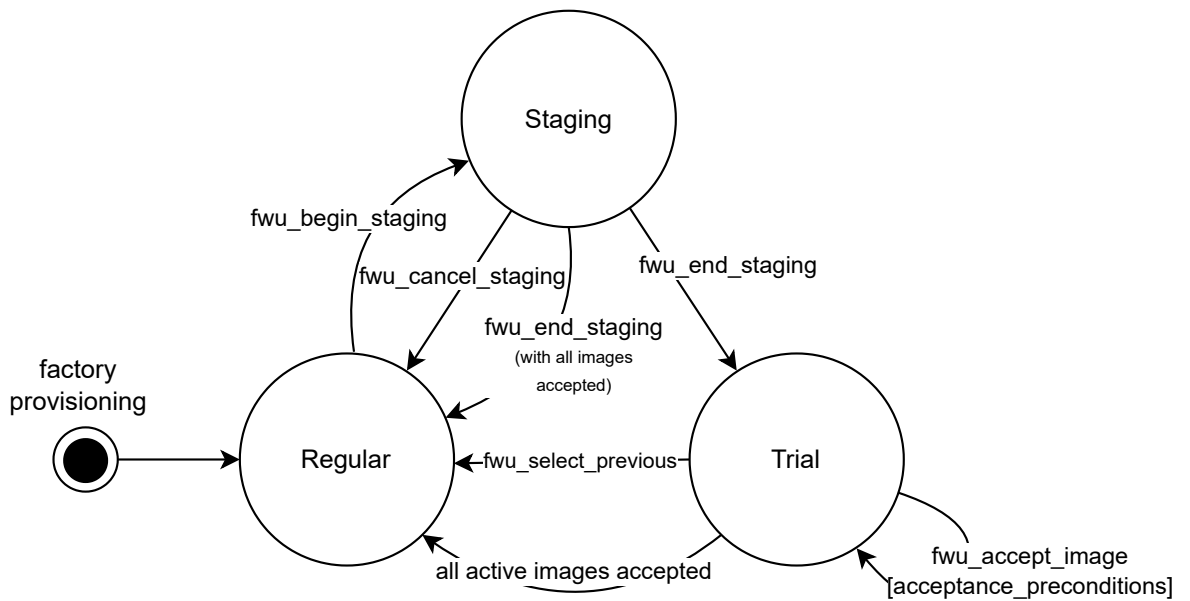 Staging
fwu_begin_staging
fwu_cancel_staging
fwu_end_staging
fwu_end_staging
(with all images
accepted)
factory
provisioning
Regular
fwu_select_previous
Trial
all active images accepted
fwu_accept_image
[acceptance_preconditions]